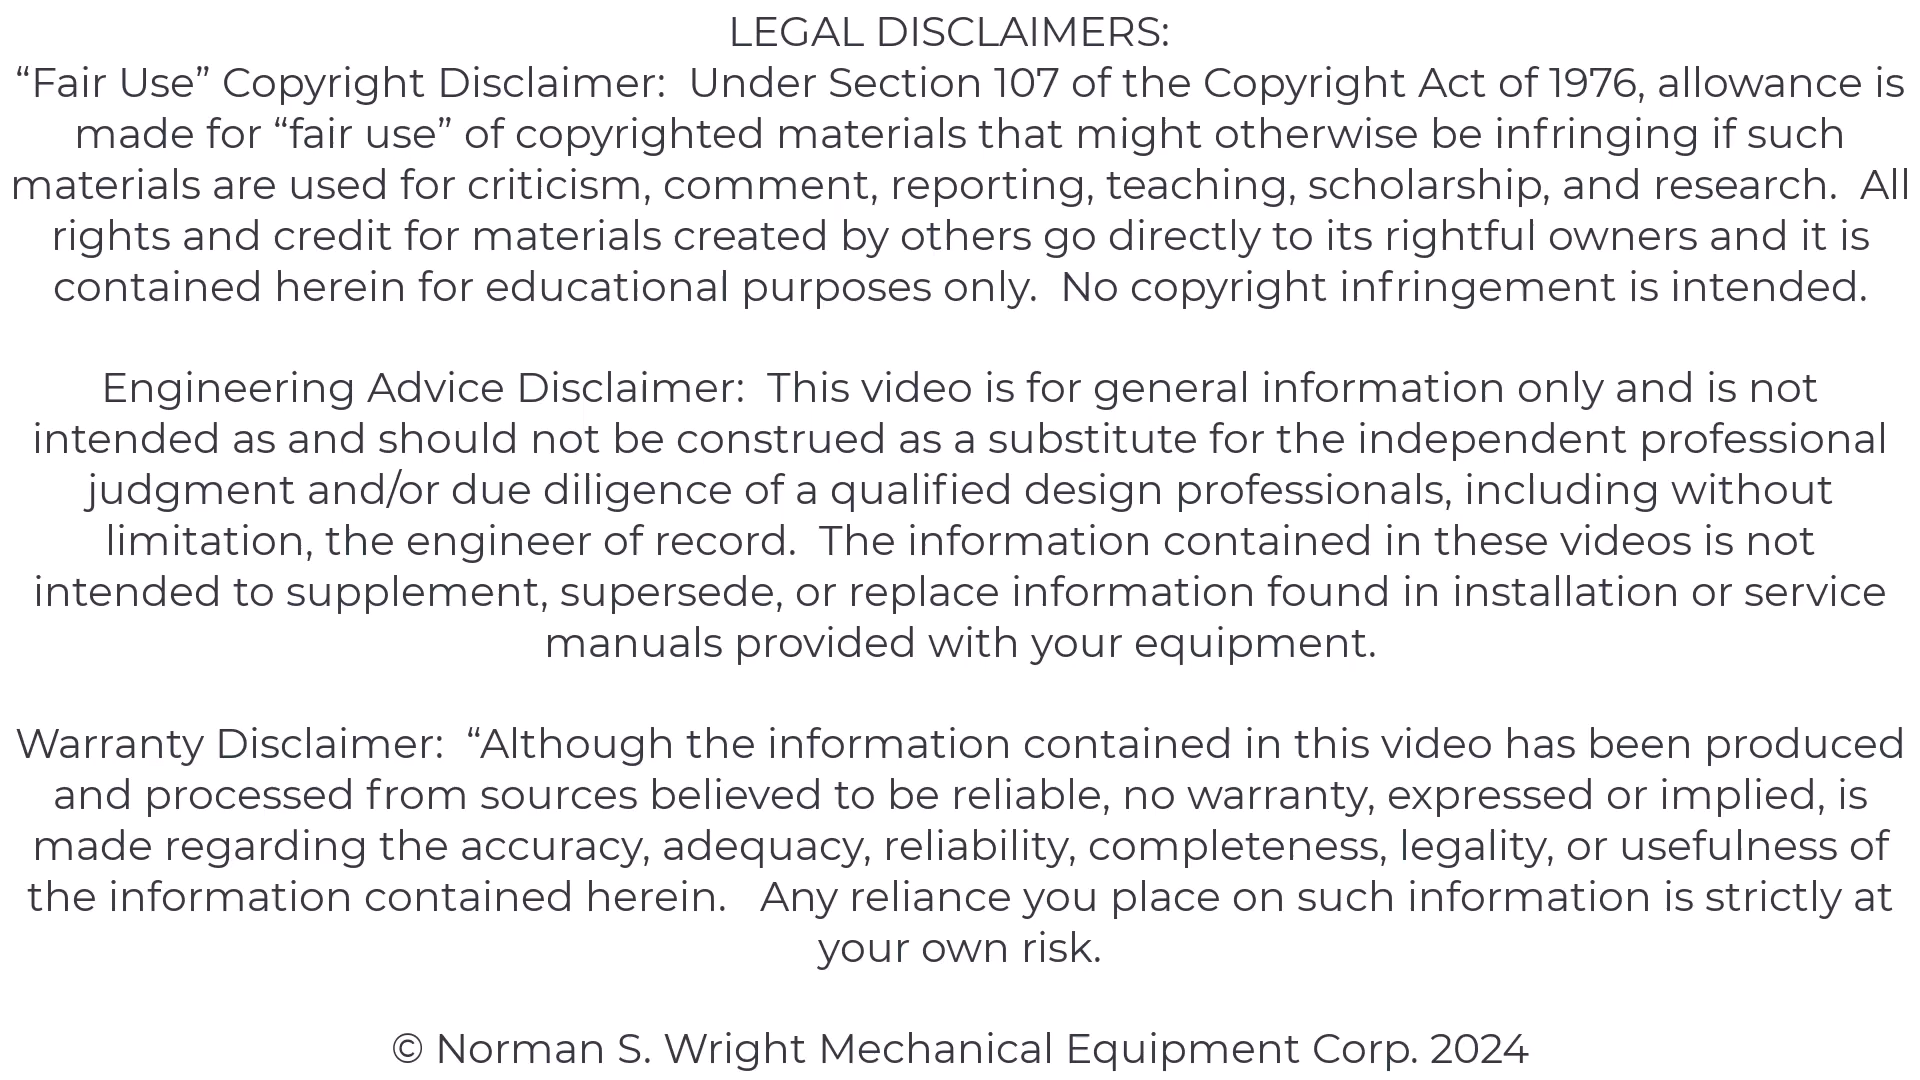 LEGAL DISCLAIMERS:
“Fair Use” Copyright Disclaimer:  Under Section 107 of the Copyright Act of 1976, allowance is
made for “fair use” of copyrighted materials that might otherwise be infringing if such
materials are used for criticism, comment, reporting, teaching, scholarship, and research.  All
rights and credit for materials created by others go directly to its rightful owners and it is
contained herein for educational purposes only.  No copyright infringement is intended.
Engineering Advice Disclaimer:  This video is for general information only and is not
intended as and should not be construed as a substitute for the independent professional
judgment and/or due diligence of a qualified design professionals, including without
limitation, the engineer of record.  The information contained in these videos is not
intended to supplement, supersede, or replace information found in installation or service
manuals provided with your equipment.
Warranty Disclaimer:  “Although the information contained in this video has been produced
and processed from sources believed to be reliable, no warranty, expressed or implied, is
made regarding the accuracy, adequacy, reliability, completeness, legality, or usefulness of
the information contained herein.   Any reliance you place on such information is strictly at
your own risk.
© Norman S. Wright Mechanical Equipment Corp. 2024